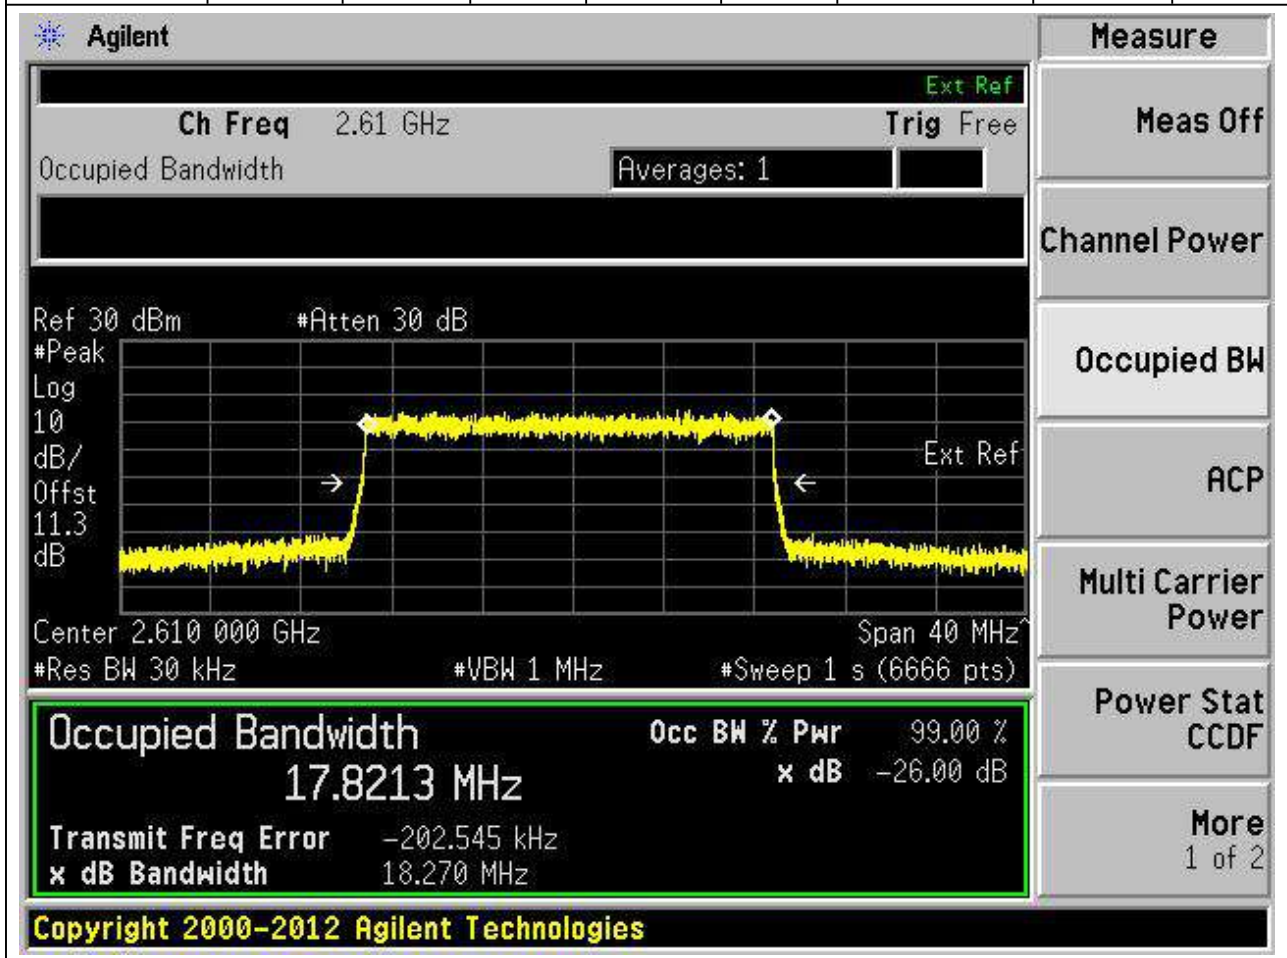 Agilent
Measure
Ext Ref
Ch Freq 2.61 GHz Trig Free
Meas Off
Occupied Bandwidth Averages: 1
Channel Power
Ref 30 dBm #Atten 30 dB
#Peak
Log
10
dB/
Offst
11.3
dB
Ext Ref
Occupied BW
ACP
Center 2.610 000 GHz Span 40 MHz^
#Res BW 30 kHz #VBW 1 MHz #Sweep 1 s (6666 pts)
Multi Carrier
Power
Occupied Bandwidth Occ BW % Pwr 99.00 %
17.8213 MHz x dB -26.00 dB
Transmit Freq Error -202.545 kHz
x dB Bandwidth 18.270 MHz
Power Stat
CCDF
More
1 of 2
Copyright 2000-2012 Agilent Technologies